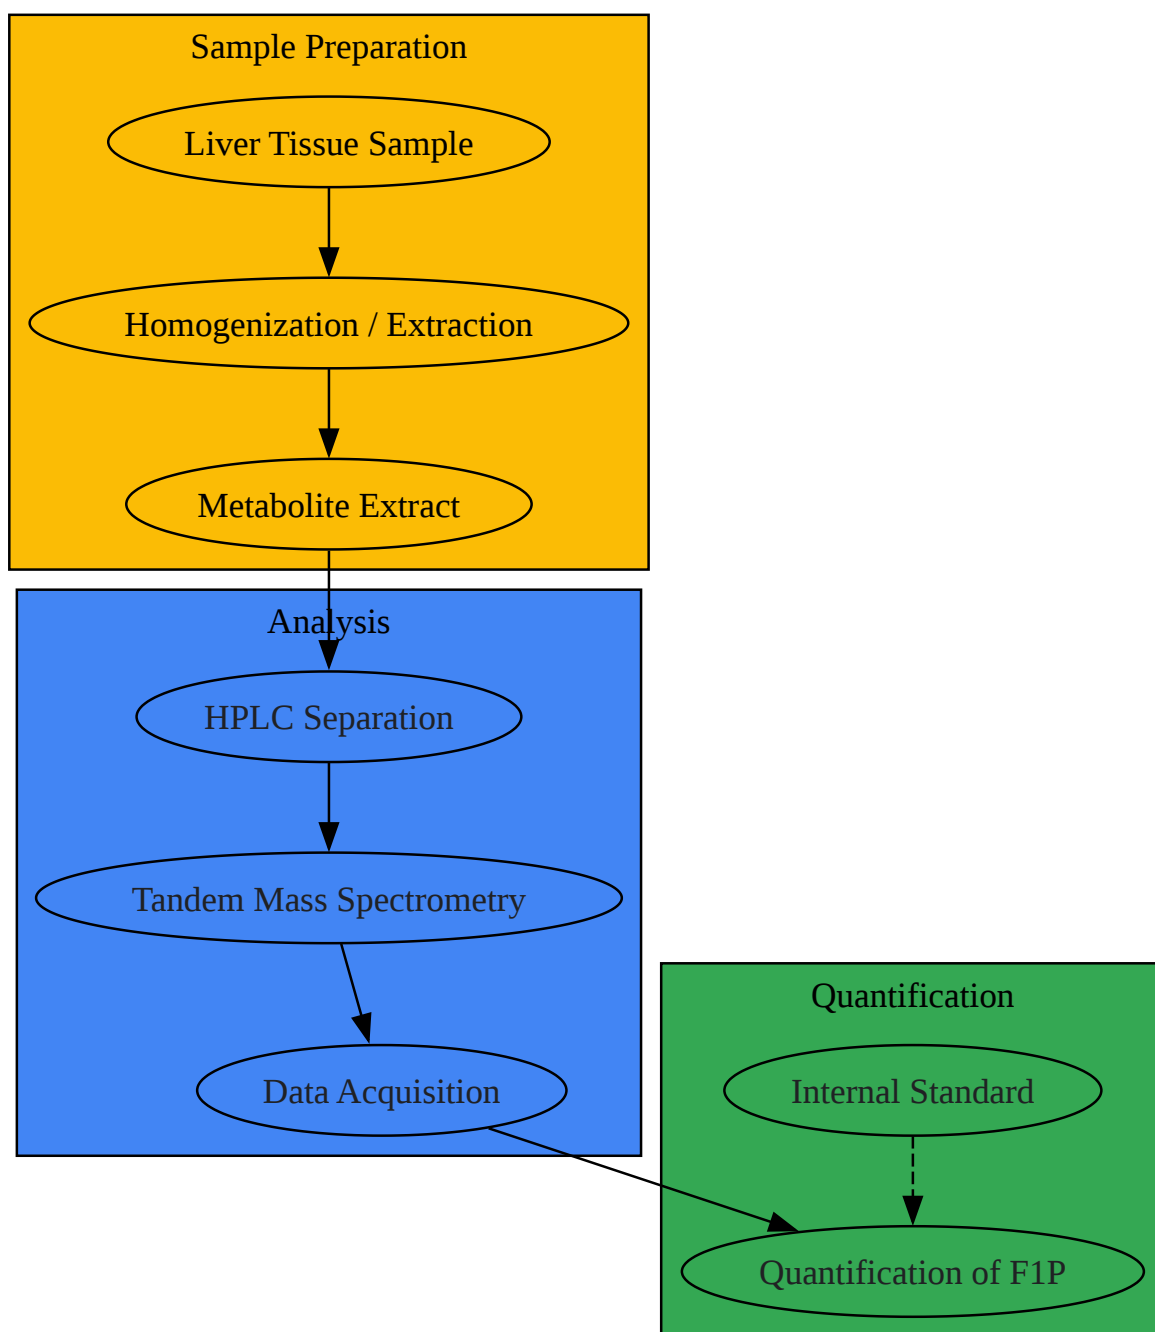 Sample Preparation
Liver Tissue Sample
Homogenization / Extraction
Metabolite Extract
Analysis
HPLC Separation
Tandem Mass Spectrometry
Data Acquisition
Quantification
Internal Standard
Quantification of F1P